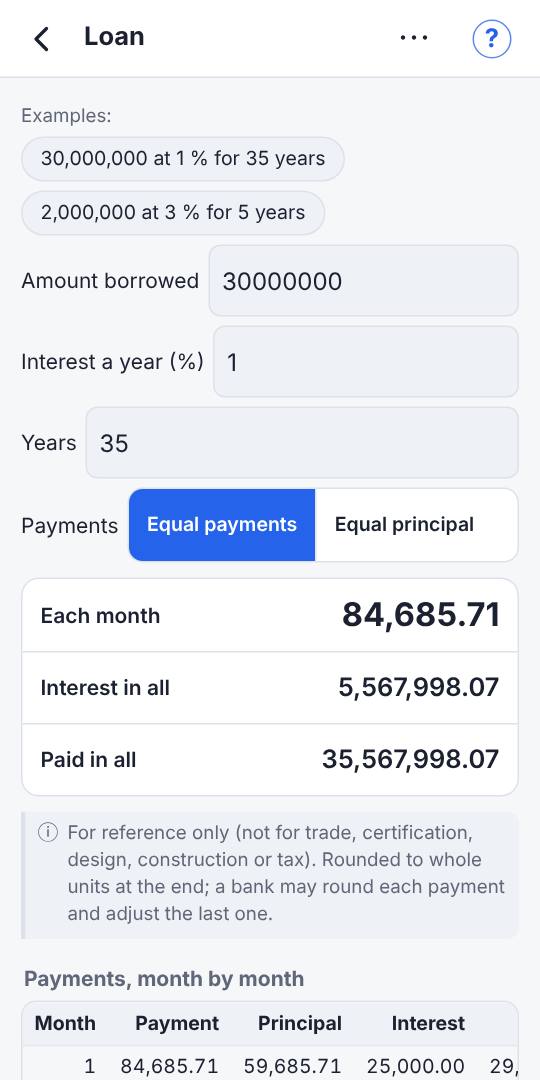 Loan
...
?
Examples:
30,000,000 at 1 % for 35 years
2,000,000 at 3 % for 5 years
Amount borrowed 30000000
Interest a year (%) 1
Years 35
Payments Equal payments Equal principal
Each month 84,685.71
Interest in all 5,567,998.07
Paid in all 35,567,998.07
For reference only (not for trade, certification,
design, construction or tax). Rounded to whole
units at the end; a bank may round each payment
and adjust the last one.
Payments, month by month
Month Payment Principal Interest
1 84,685.71 59,685.71 25,000.00 29,